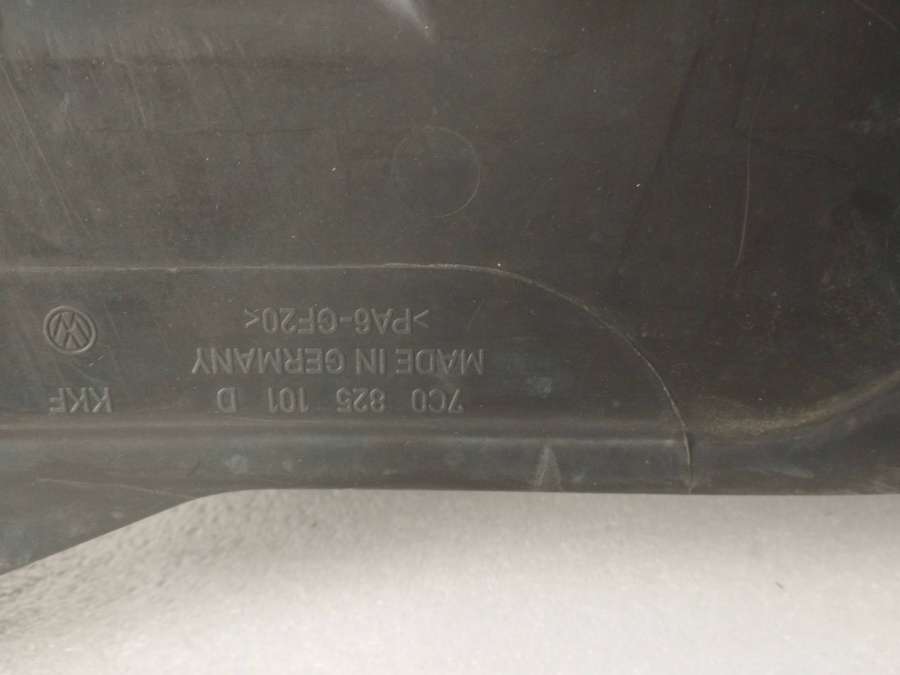 7C0 825 101 D KKF
MADE IN GERMANY
>PA6-GF20<